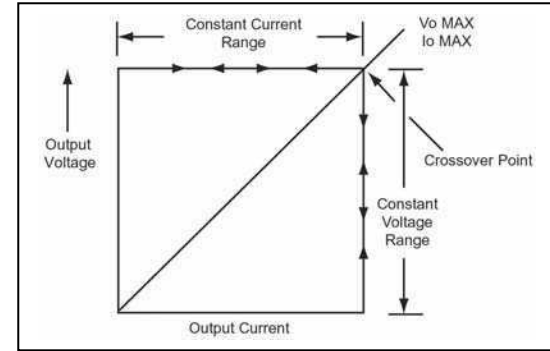 Constant Current
Range
Vo MAX
Io MAX
Output
Voltage
Crossover Point
Constant
Voltage
Range
Output Current